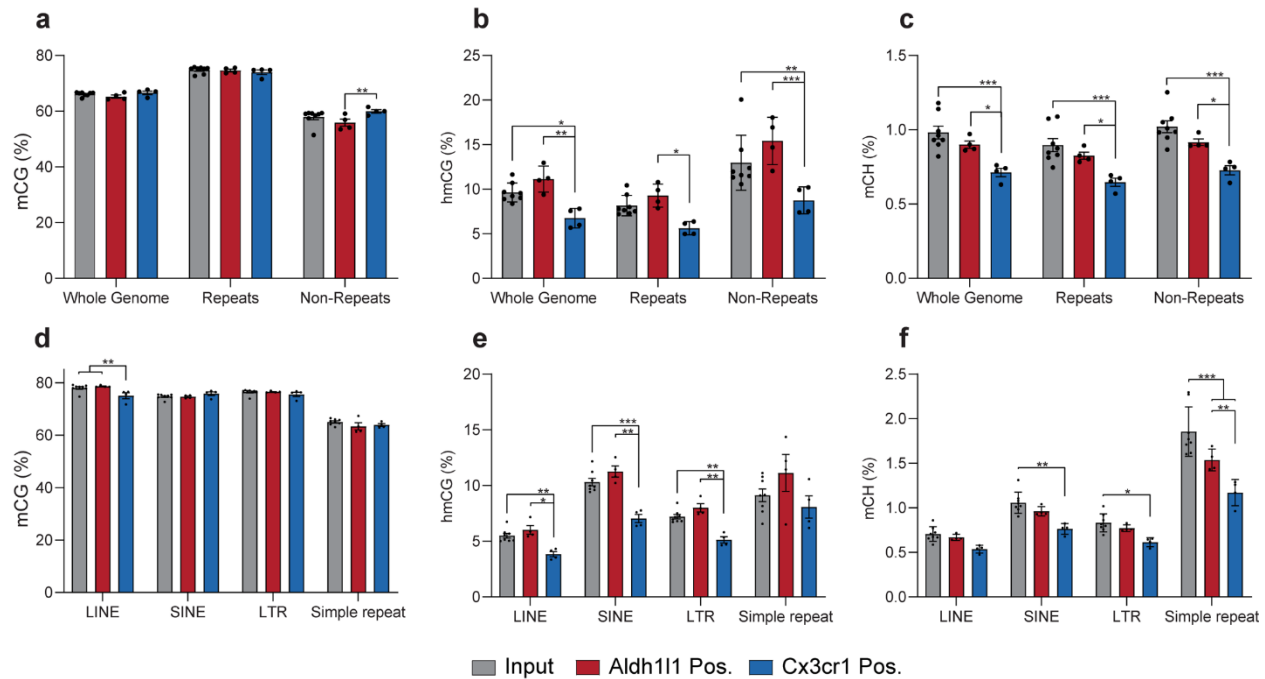 a
mCG (%)
80
60
40
20
0
**
Whole Genome
Repeats
Non-Repeats
b
hmCG (%)
25
20
15
10
5
0
*
**
*
**
***
Whole Genome
Repeats
Non-Repeats
c
mCH (%)
1.5
1.0
0.5
0.0
***
*
***
*
***
*
Whole Genome
Repeats
Non-Repeats
d
mCG (%)
80
60
40
20
0
**
LINE
SINE
LTR
Simple repeat
e
hmCG (%)
20
15
10
5
0
**
*
***
**
**
**
LINE
SINE
LTR
Simple repeat
f
mCH (%)
2.5
2.0
1.5
1.0
0.5
0.0
**
*
***
**
LINE
SINE
LTR
Simple repeat
Input Aldh1l1 Pos. Cx3cr1 Pos.